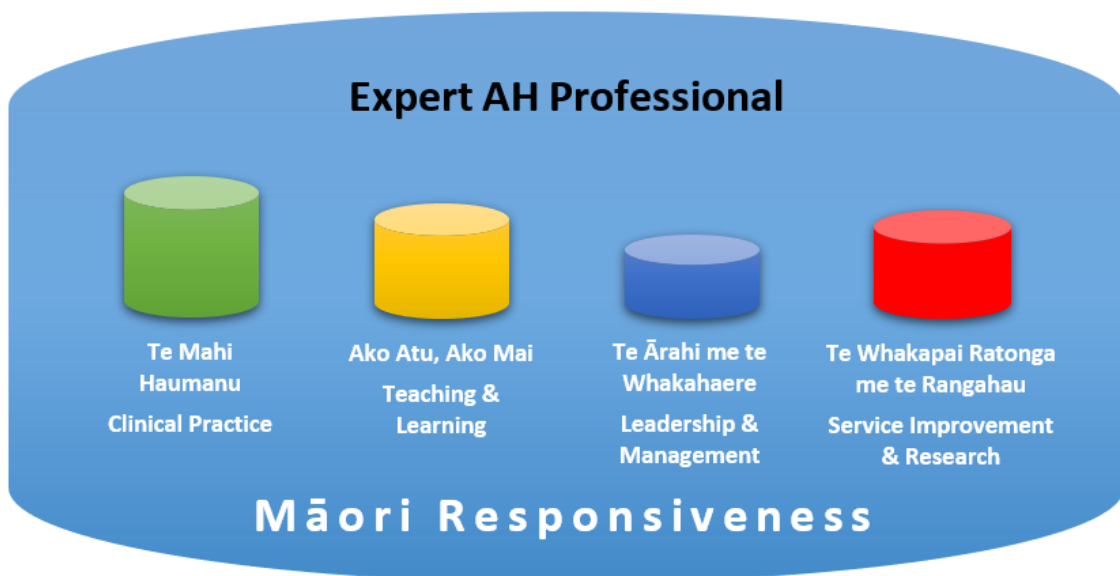 Expert AH Professional
Te Mahi
Haumanu
Clinical Practice
Ako Atu, Ako Mai
Teaching &
Learning
Te Ārahi me te
Whakahaere
Leadership &
Management
Te Whakapai Ratonga
me te Rangahau
Service Improvement
& Research
Māori Responsiveness